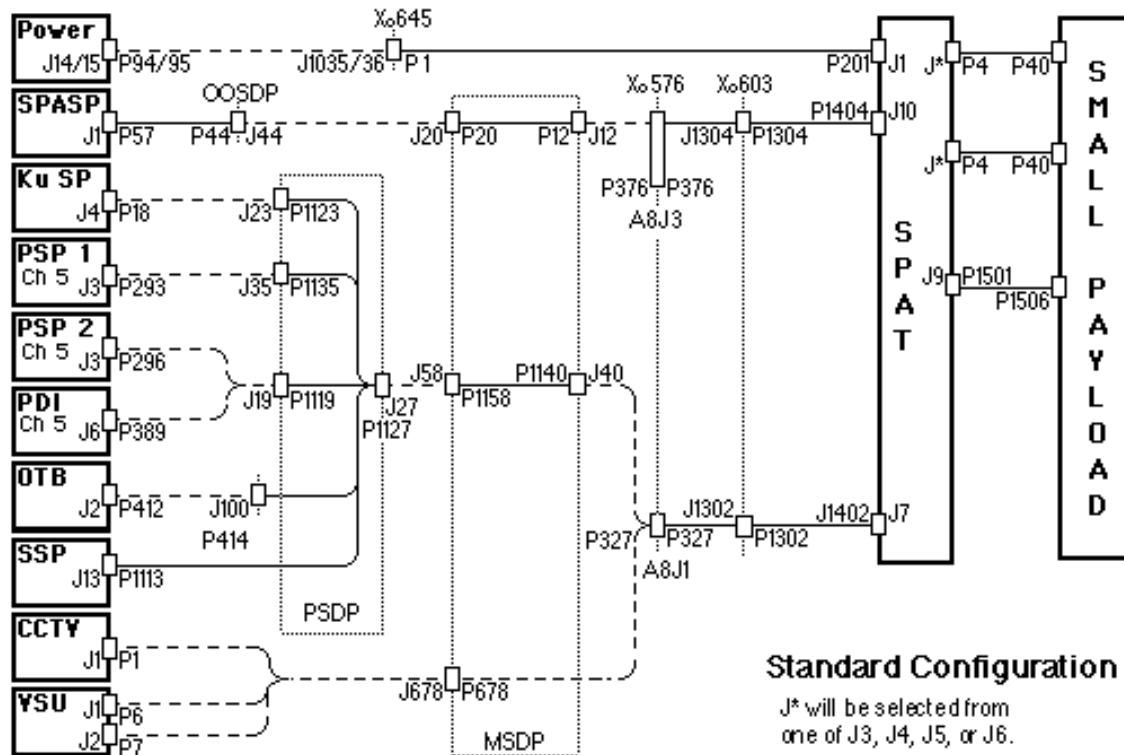 Power
J14/15
P94/95
Xo645
J1035/36
P1
P201
J1
J*
P4
P40
SPASP
J1
P57
OOSDP
P44
J44
J20
P20
P12
J12
Xo576
Xo603
J1304
P1304
P1404
J10
J*
P4
P40
P376
P376
A8J3
Ku SP
J4
P18
J23
P1123
PSP 1
Ch 5
J3
P293
J35
P1135
J9
P1501
P1506
PSP 2
Ch 5
J3
P296
PDI
Ch 5
J6
P389
J19
P1119
J27
P1127
J58
P1158
P1140
J40
OTB
J2
P412
J100
P414
SSP
J13
P1113
PSDP
P327
P327
A8J1
J1302
P1302
J1402
J7
CCTV
J1
P1
VSU
J1
P6
J2
P7
J678
P678
MSDP
SPAT
SMALL PAYLOAD
Standard Configuration
J* will be selected from
one of J3, J4, J5, or J6.